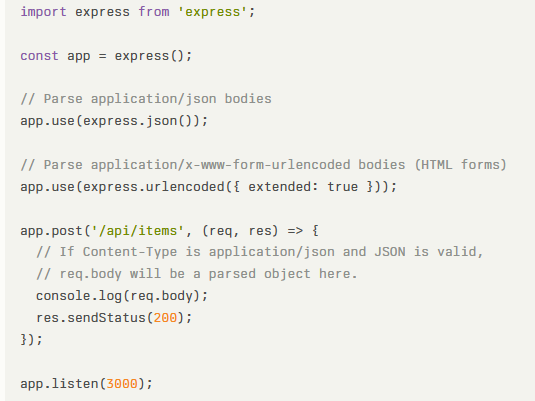 import express from 'express';
const app = express();
// Parse application/json bodies
app.use(express.json());
// Parse application/x-www-form-urlencoded bodies (HTML forms)
app.use(express.urlencoded({ extended: true }));
app.post('/api/items', (req, res) => {
  // If Content-Type is application/json and JSON is valid,
  // req.body will be a parsed object here.
  console.log(req.body);
  res.sendStatus(200);
});
app.listen(3000);